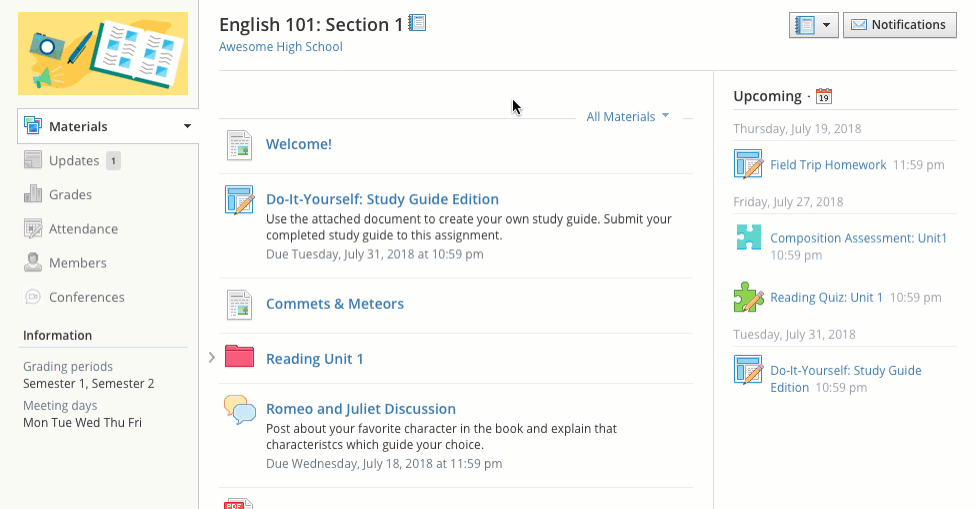 English 101: Section 1
Awesome High School
Notifications
Materials
Updates 1
Grades
Attendance
Members
Conferences
Information
Grading periods
Semester 1, Semester 2
Meeting days
Mon Tue Wed Thu Fri
All Materials
Welcome!
Do-It-Yourself: Study Guide Edition
Use the attached document to create your own study guide. Submit your
completed study guide to this assignment.
Due Tuesday, July 31, 2018 at 10:59 pm
Commets & Meteors
Reading Unit 1
Romeo and Juliet Discussion
Post about your favorite character in the book and explain that
characteristcs which guide your choice.
Due Wednesday, July 18, 2018 at 11:59 pm
PDF
Upcoming · 19
Thursday, July 19, 2018
Field Trip Homework 11:59 pm
Friday, July 27, 2018
Composition Assessment: Unit1
10:59 pm
Reading Quiz: Unit 1 10:59 pm
Tuesday, July 31, 2018
Do-It-Yourself: Study Guide
Edition 10:59 pm